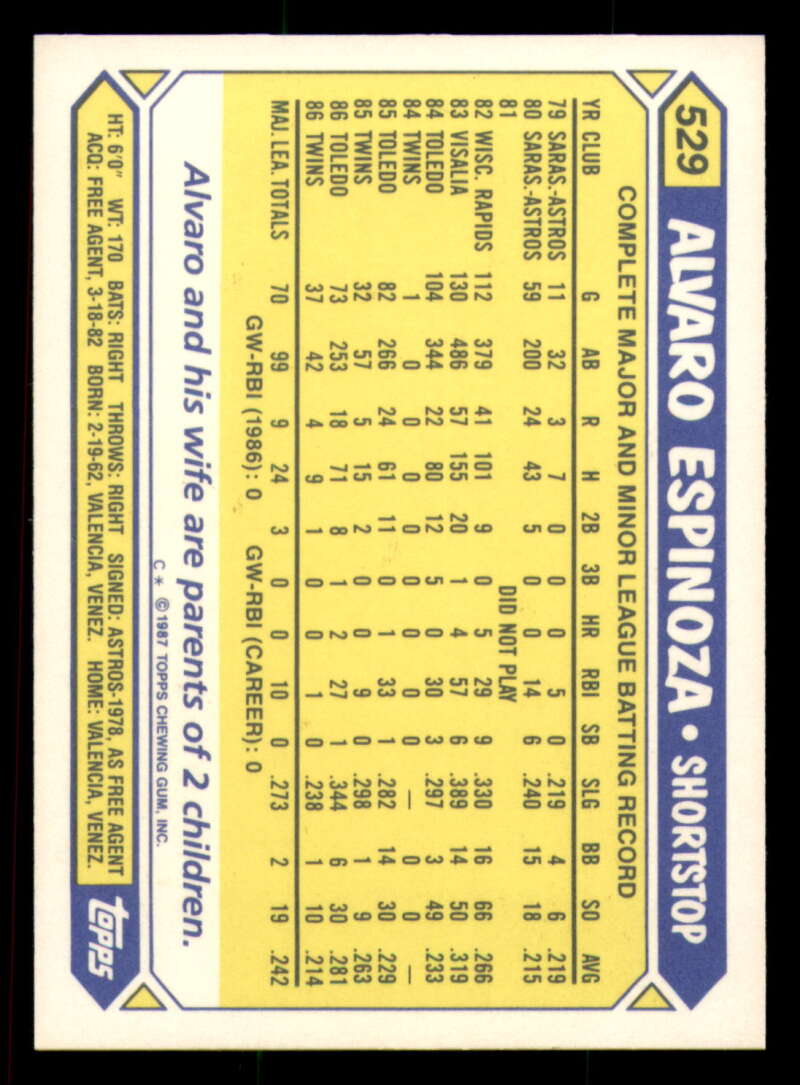 529 ALVARO ESPINOZA • SHORTSTOP
COMPLETE MAJOR AND MINOR LEAGUE BATTING RECORD
YR CLUB G AB R H 2B 3B HR RBI SB SLG BB SO AVG
79 SARAS.-ASTROS 11 32 3 7 0 0 0 5 0 .219 4 6 .219
80 SARAS.-ASTROS 59 200 24 43 5 0 0 14 6 .240 15 18 .215
81 DID NOT PLAY
82 WISC. RAPIDS 112 379 41 101 9 0 5 29 9 .330 16 66 .266
83 VISALIA 130 486 57 155 20 1 4 57 6 .389 14 50 .319
84 TOLEDO 104 344 22 80 12 5 0 30 3 .297 3 49 .233
84 TWINS 1 0 0 0 0 0 0 0 0 — 0 0 —
85 TOLEDO 82 266 24 61 11 0 1 33 1 .282 14 30 .229
85 TWINS 32 57 5 15 2 0 0 9 0 .298 1 9 .263
86 TOLEDO 73 253 18 71 8 1 2 27 1 .344 6 30 .281
86 TWINS 37 42 4 9 1 0 0 1 0 .238 1 10 .214
MAJ. LEA. TOTALS 70 99 9 24 3 0 0 10 0 .273 2 19 .242
GW-RBI (1986): 0 GW-RBI (CAREER): 0
Alvaro and his wife are parents of 2 children.
C * © 1987 TOPPS CHEWING GUM, INC.
HT: 6'0" WT: 170 BATS: RIGHT THROWS: RIGHT SIGNED: ASTROS-1978, AS FREE AGENT
ACQ: FREE AGENT, 3-18-82 BORN: 2-19-62, VALENCIA, VENEZ. HOME: VALENCIA, VENEZ.
TOPPS